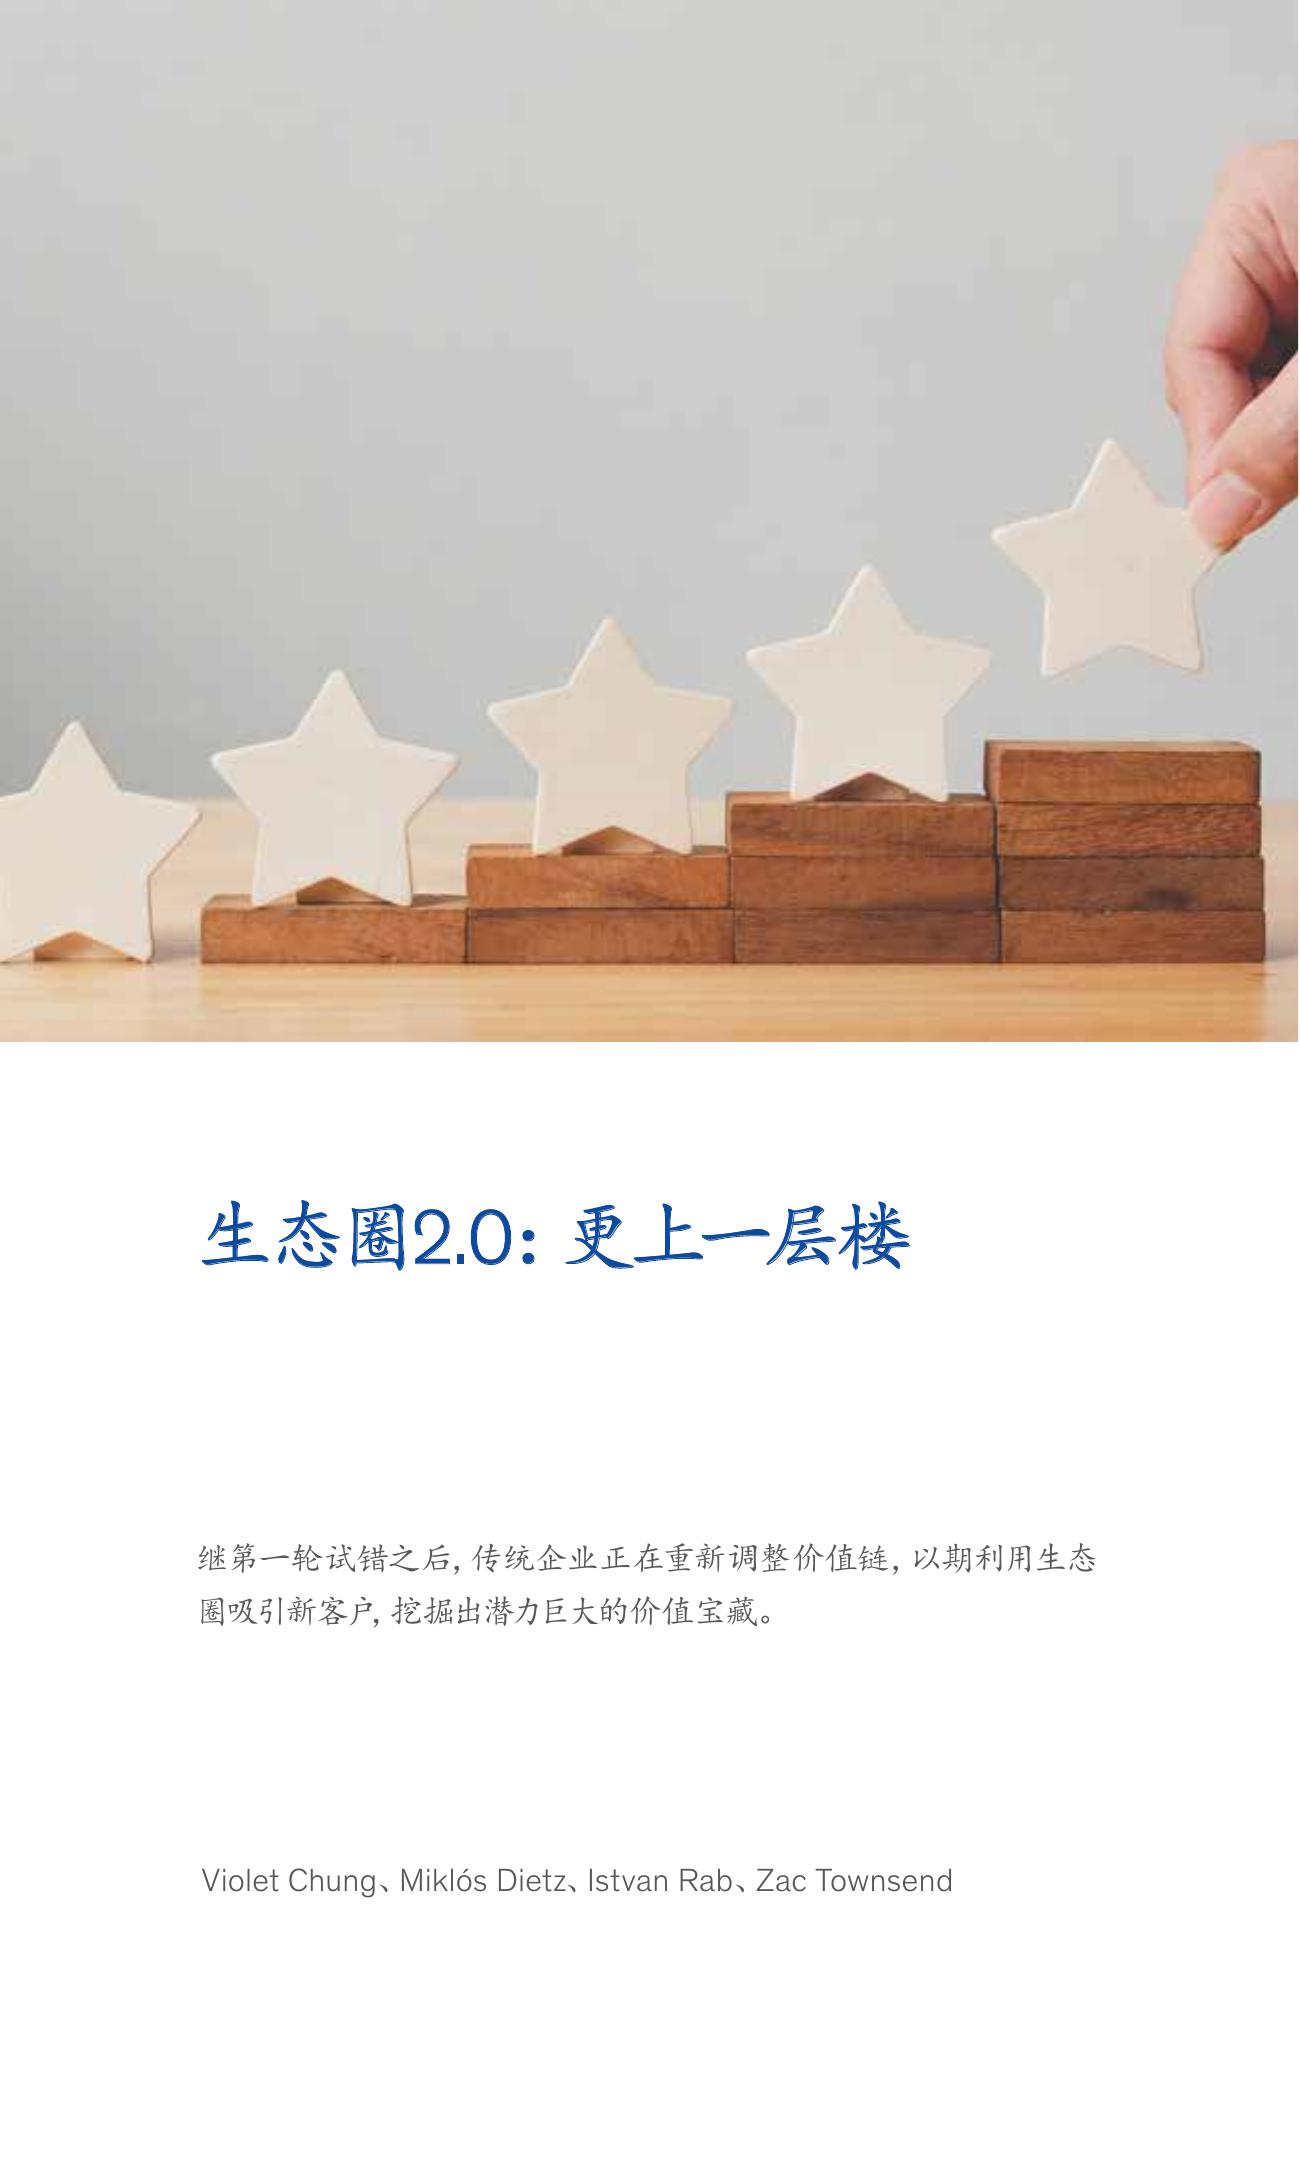 生态圈2.0：更上一层楼
继第一轮试错之后，传统企业正在重新调整价值链，以期利用生态
圈吸引新客户，挖掘出潜力巨大的价值宝藏。
Violet Chung、Miklós Dietz、Istvan Rab、Zac Townsend